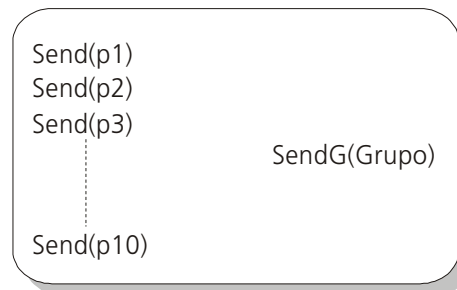 Send(p1)
Send(p2)
Send(p3)
SendG(Grupo)
Send(p10)